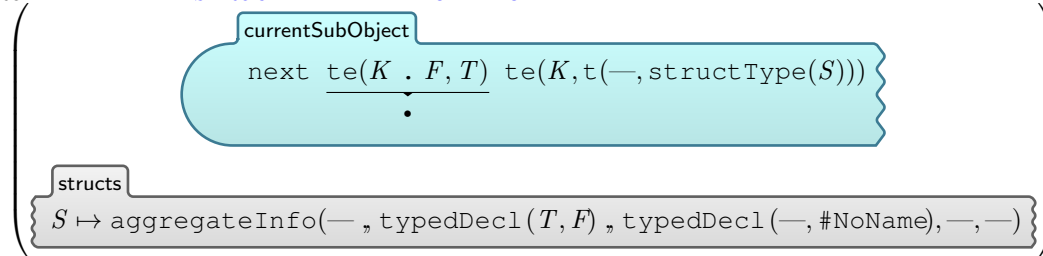 currentSubObject
next te(K . F, T) te(K,t(—,structType(S)))
•
structs
S ↦ aggregateInfo(— ,, typedDecl(T, F) ,, typedDecl(—, #NoName),—,—)